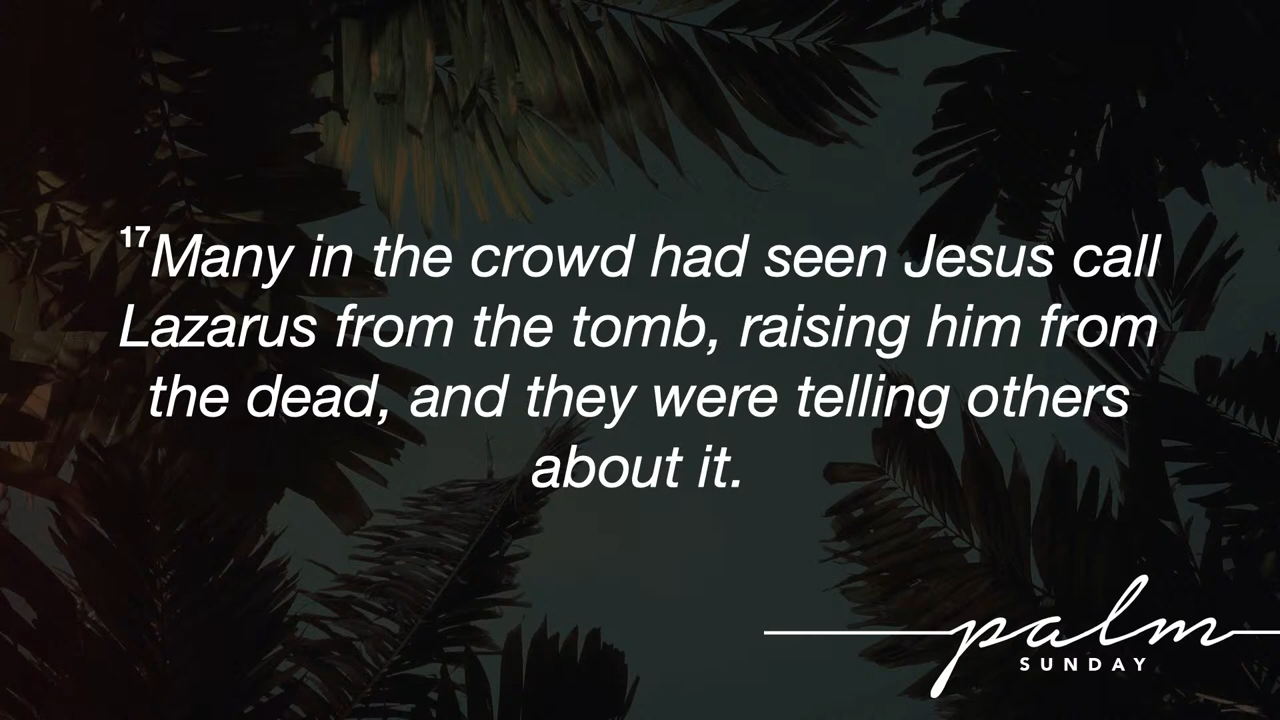 ¹⁷Many in the crowd had seen Jesus call
Lazarus from the tomb, raising him from
the dead, and they were telling others
about it.
palm
SUNDAY